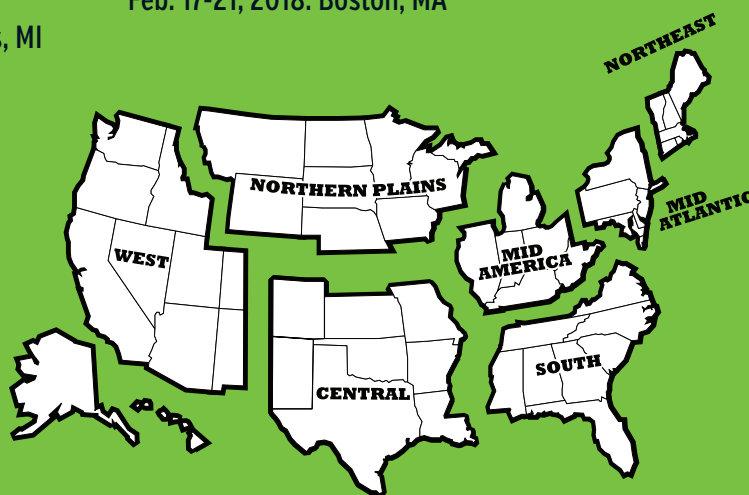 Feb. 17-21, 2018: Boston, MA
, MI
NORTHEAST
NORTHERN PLAINS
MID
ATLANTIC
WEST
MID
AMERICA
SOUTH
CENTRAL